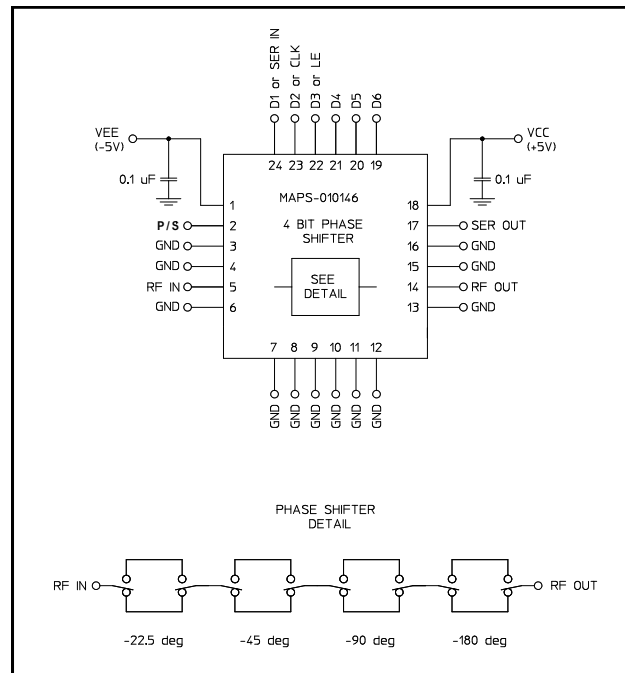 D1 or SER IN
D2 or CLK
D3 or LE
D4
D5
D6
VEE
(-5V)
VCC
(+5V)
24 23 22 21 20 19
0.1 uF
0.1 uF
MAPS-010146
4 BIT PHASE
SHIFTER
SEE
DETAIL
1
P/S 2
GND 3
GND 4
RF IN 5
GND 6
18
17 SER OUT
16 GND
15 GND
14 RF OUT
13 GND
7 8 9 10 11 12
GND GND GND GND GND GND
PHASE SHIFTER
DETAIL
RF IN
RF OUT
-22.5 deg -45 deg -90 deg -180 deg